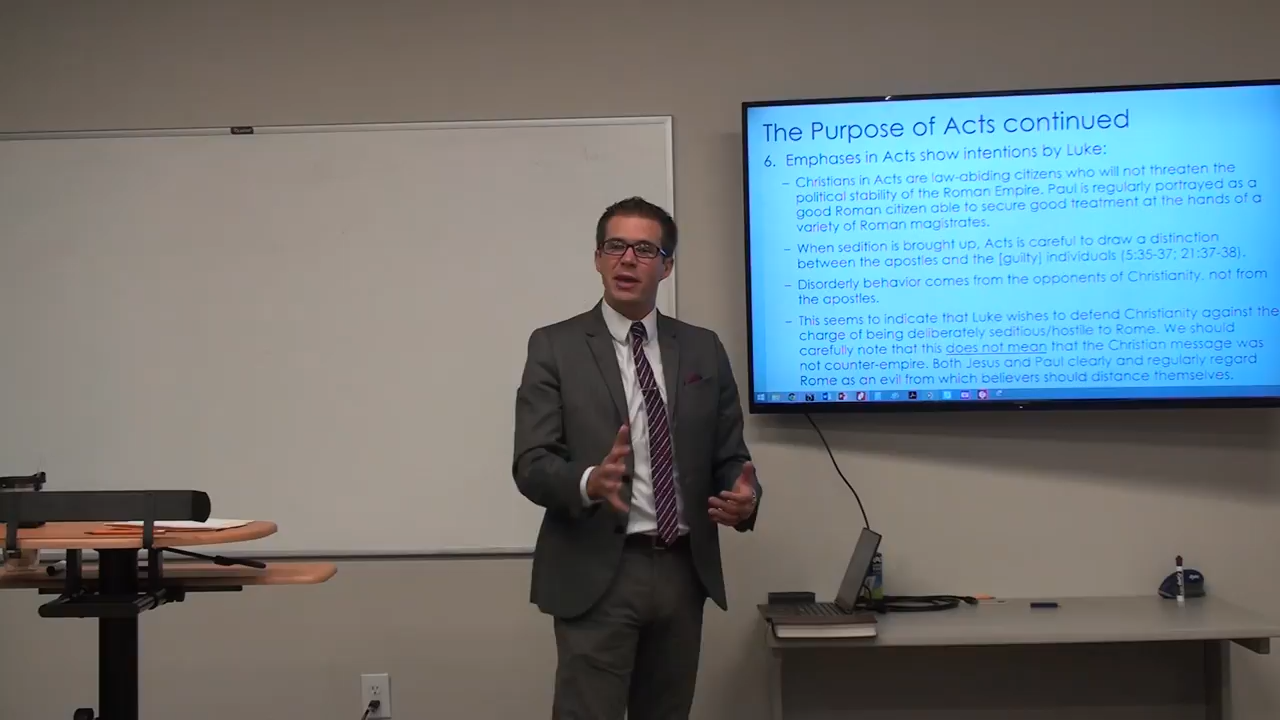 The Purpose of Acts continued
6. Emphases in Acts show intentions by Luke:
– Christians in Acts are law-abiding citizens who will not threaten the
political stability of the Roman Empire. Paul is regularly portrayed as a
good Roman citizen able to secure good treatment at the hands of a
variety of Roman magistrates.
– When sedition is brought up, Acts is careful to draw a distinction
between the apostles and the [guilty] individuals (5:35-37; 21:37-38).
– Disorderly behavior comes from the opponents of Christianity, not from
the apostles.
– This seems to indicate that Luke wishes to defend Christianity against the
charge of being deliberately seditious/hostile to Rome. We should
carefully note that this does not mean that the Christian message was
not counter-empire. Both Jesus and Paul clearly and regularly regard
Rome as an evil from which believers should distance themselves.